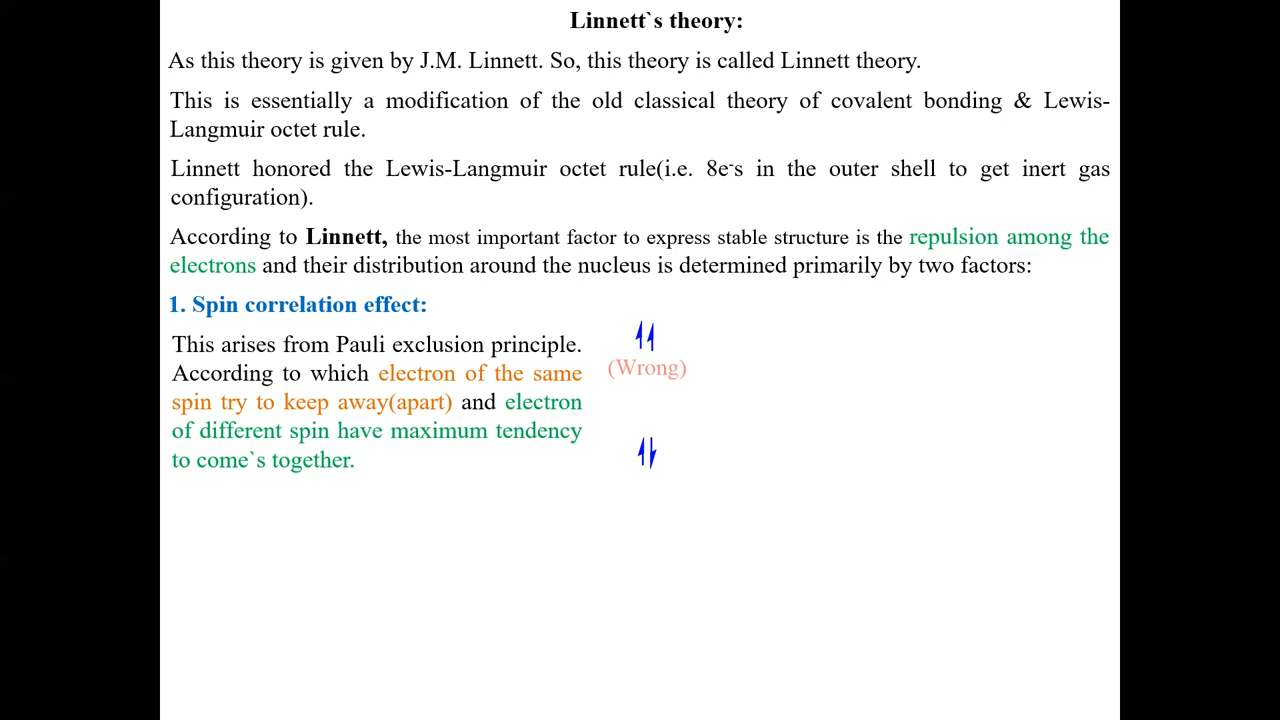 Linnett`s theory:
As this theory is given by J.M. Linnett. So, this theory is called Linnett theory.
This is essentially a modification of the old classical theory of covalent bonding & Lewis-
Langmuir octet rule.
Linnett honored the Lewis-Langmuir octet rule(i.e. 8e⁻s in the outer shell to get inert gas
configuration).
According to Linnett, the most important factor to express stable structure is the repulsion among the
electrons and their distribution around the nucleus is determined primarily by two factors:
1. Spin correlation effect:
This arises from Pauli exclusion principle.
According to which electron of the same
spin try to keep away(apart) and electron
of different spin have maximum tendency
to come`s together.
(Wrong)